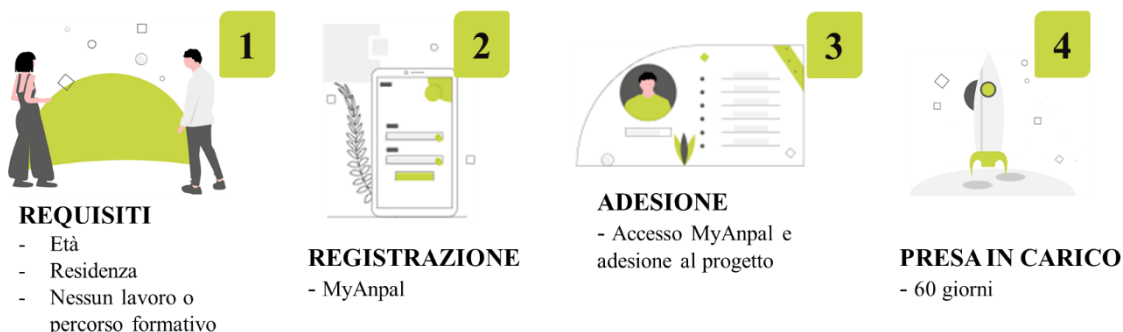 1
REQUISITI
- Età
- Residenza
- Nessun lavoro o
percorso formativo
2
REGISTRAZIONE
- MyAnpal
3
ADESIONE
- Accesso MyAnpal e
adesione al progetto
4
PRESA IN CARICO
- 60 giorni